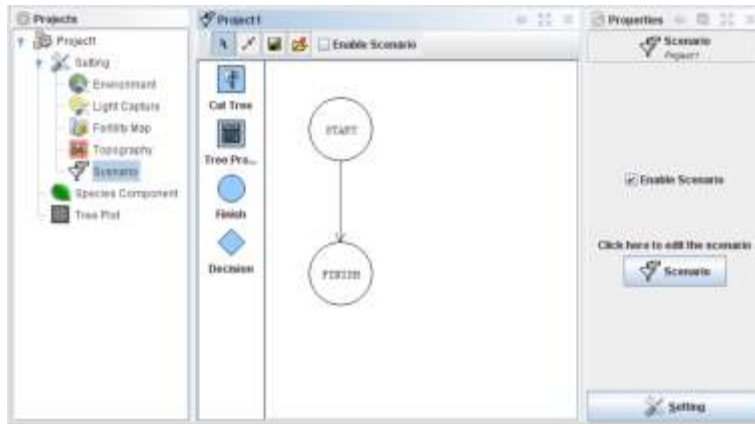 Projects
Project1
Setting
Environment
Light Capture
Fertility Map
Topography
Scenario
Species Component
Tree Plot
Project1
Enable Scenario
Cut Tree
Tree Pro...
Finish
Decision
START
FINISH
Properties
Scenario
Project1
Enable Scenario
Click here to edit the scenario
Scenario
Setting